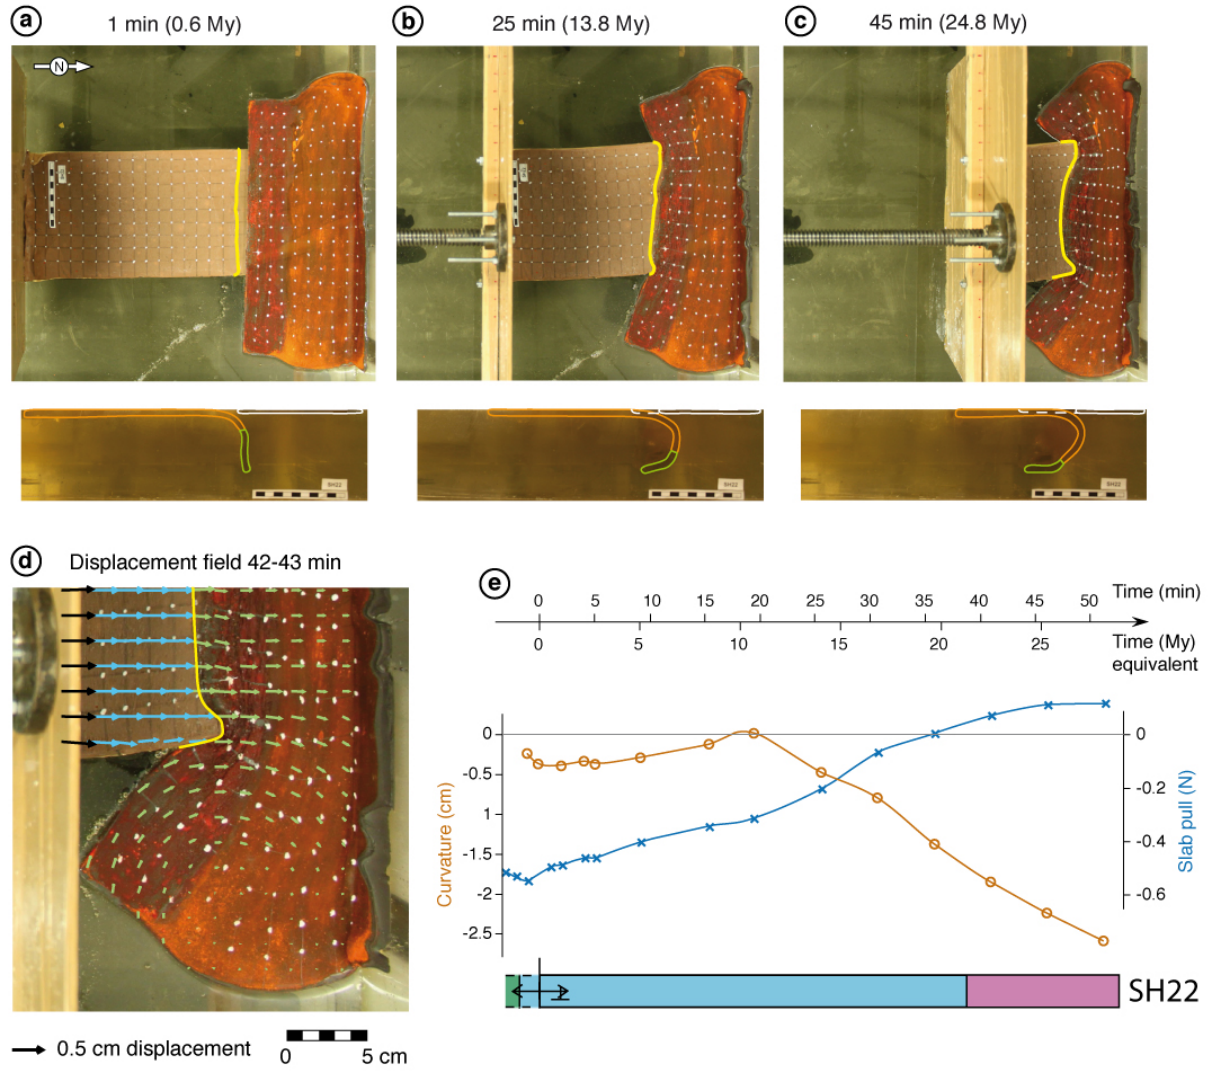 a 1 min (0.6 My)
b 25 min (13.8 My)
c 45 min (24.8 My)
N
SH22
SH22
SH22
d Displacement field 42-43 min
e
0 5 10 15 20 25 30 35 40 45 50 Time (min)
0 5 10 15 20 25 Time (My)
equivalent
0
-0.5
1
-1.5
-2
-2.5
Curvature (cm)
0
-0.2
-0.4
-0.6
Slab pull (N)
SH22
0.5 cm displacement
0 5 cm